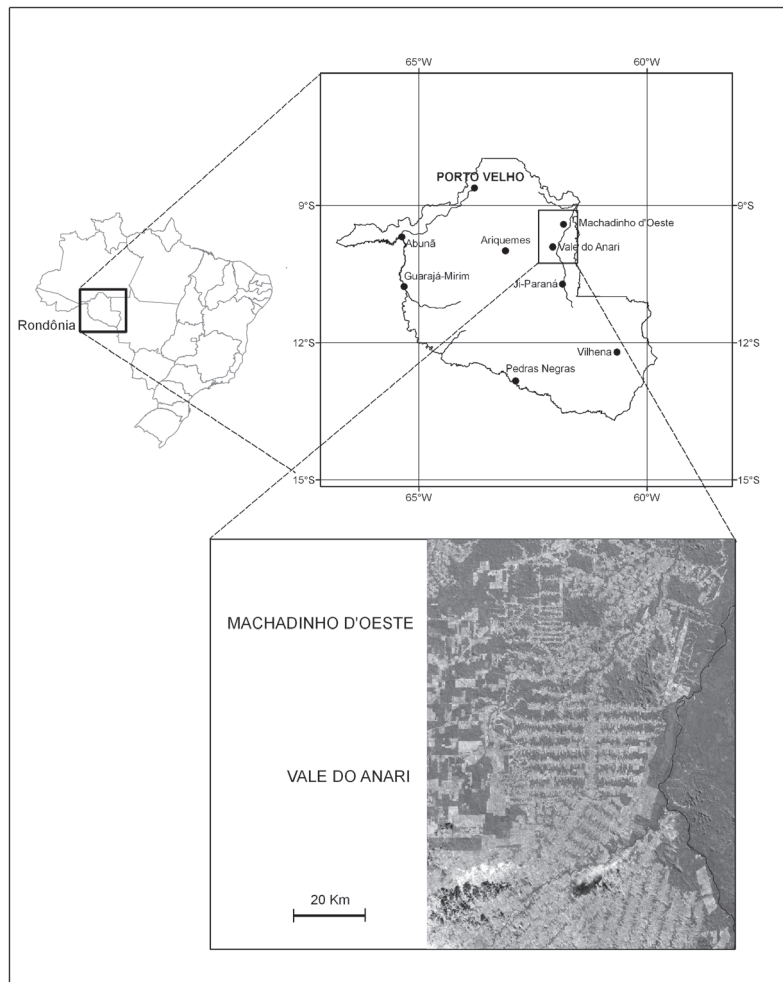 65°W 60°W
PORTO VELHO
9°S 9°S
Machadinho d'Oeste
Abunã
Ariquemes
Vale do Anari
Guarajá-Mirim
Ji-Paraná
Rondônia
12°S 12°S
Vilhena
Pedras Negras
15°S 15°S
65°W 60°W
MACHADINHO D'OESTE
VALE DO ANARI
20 Km